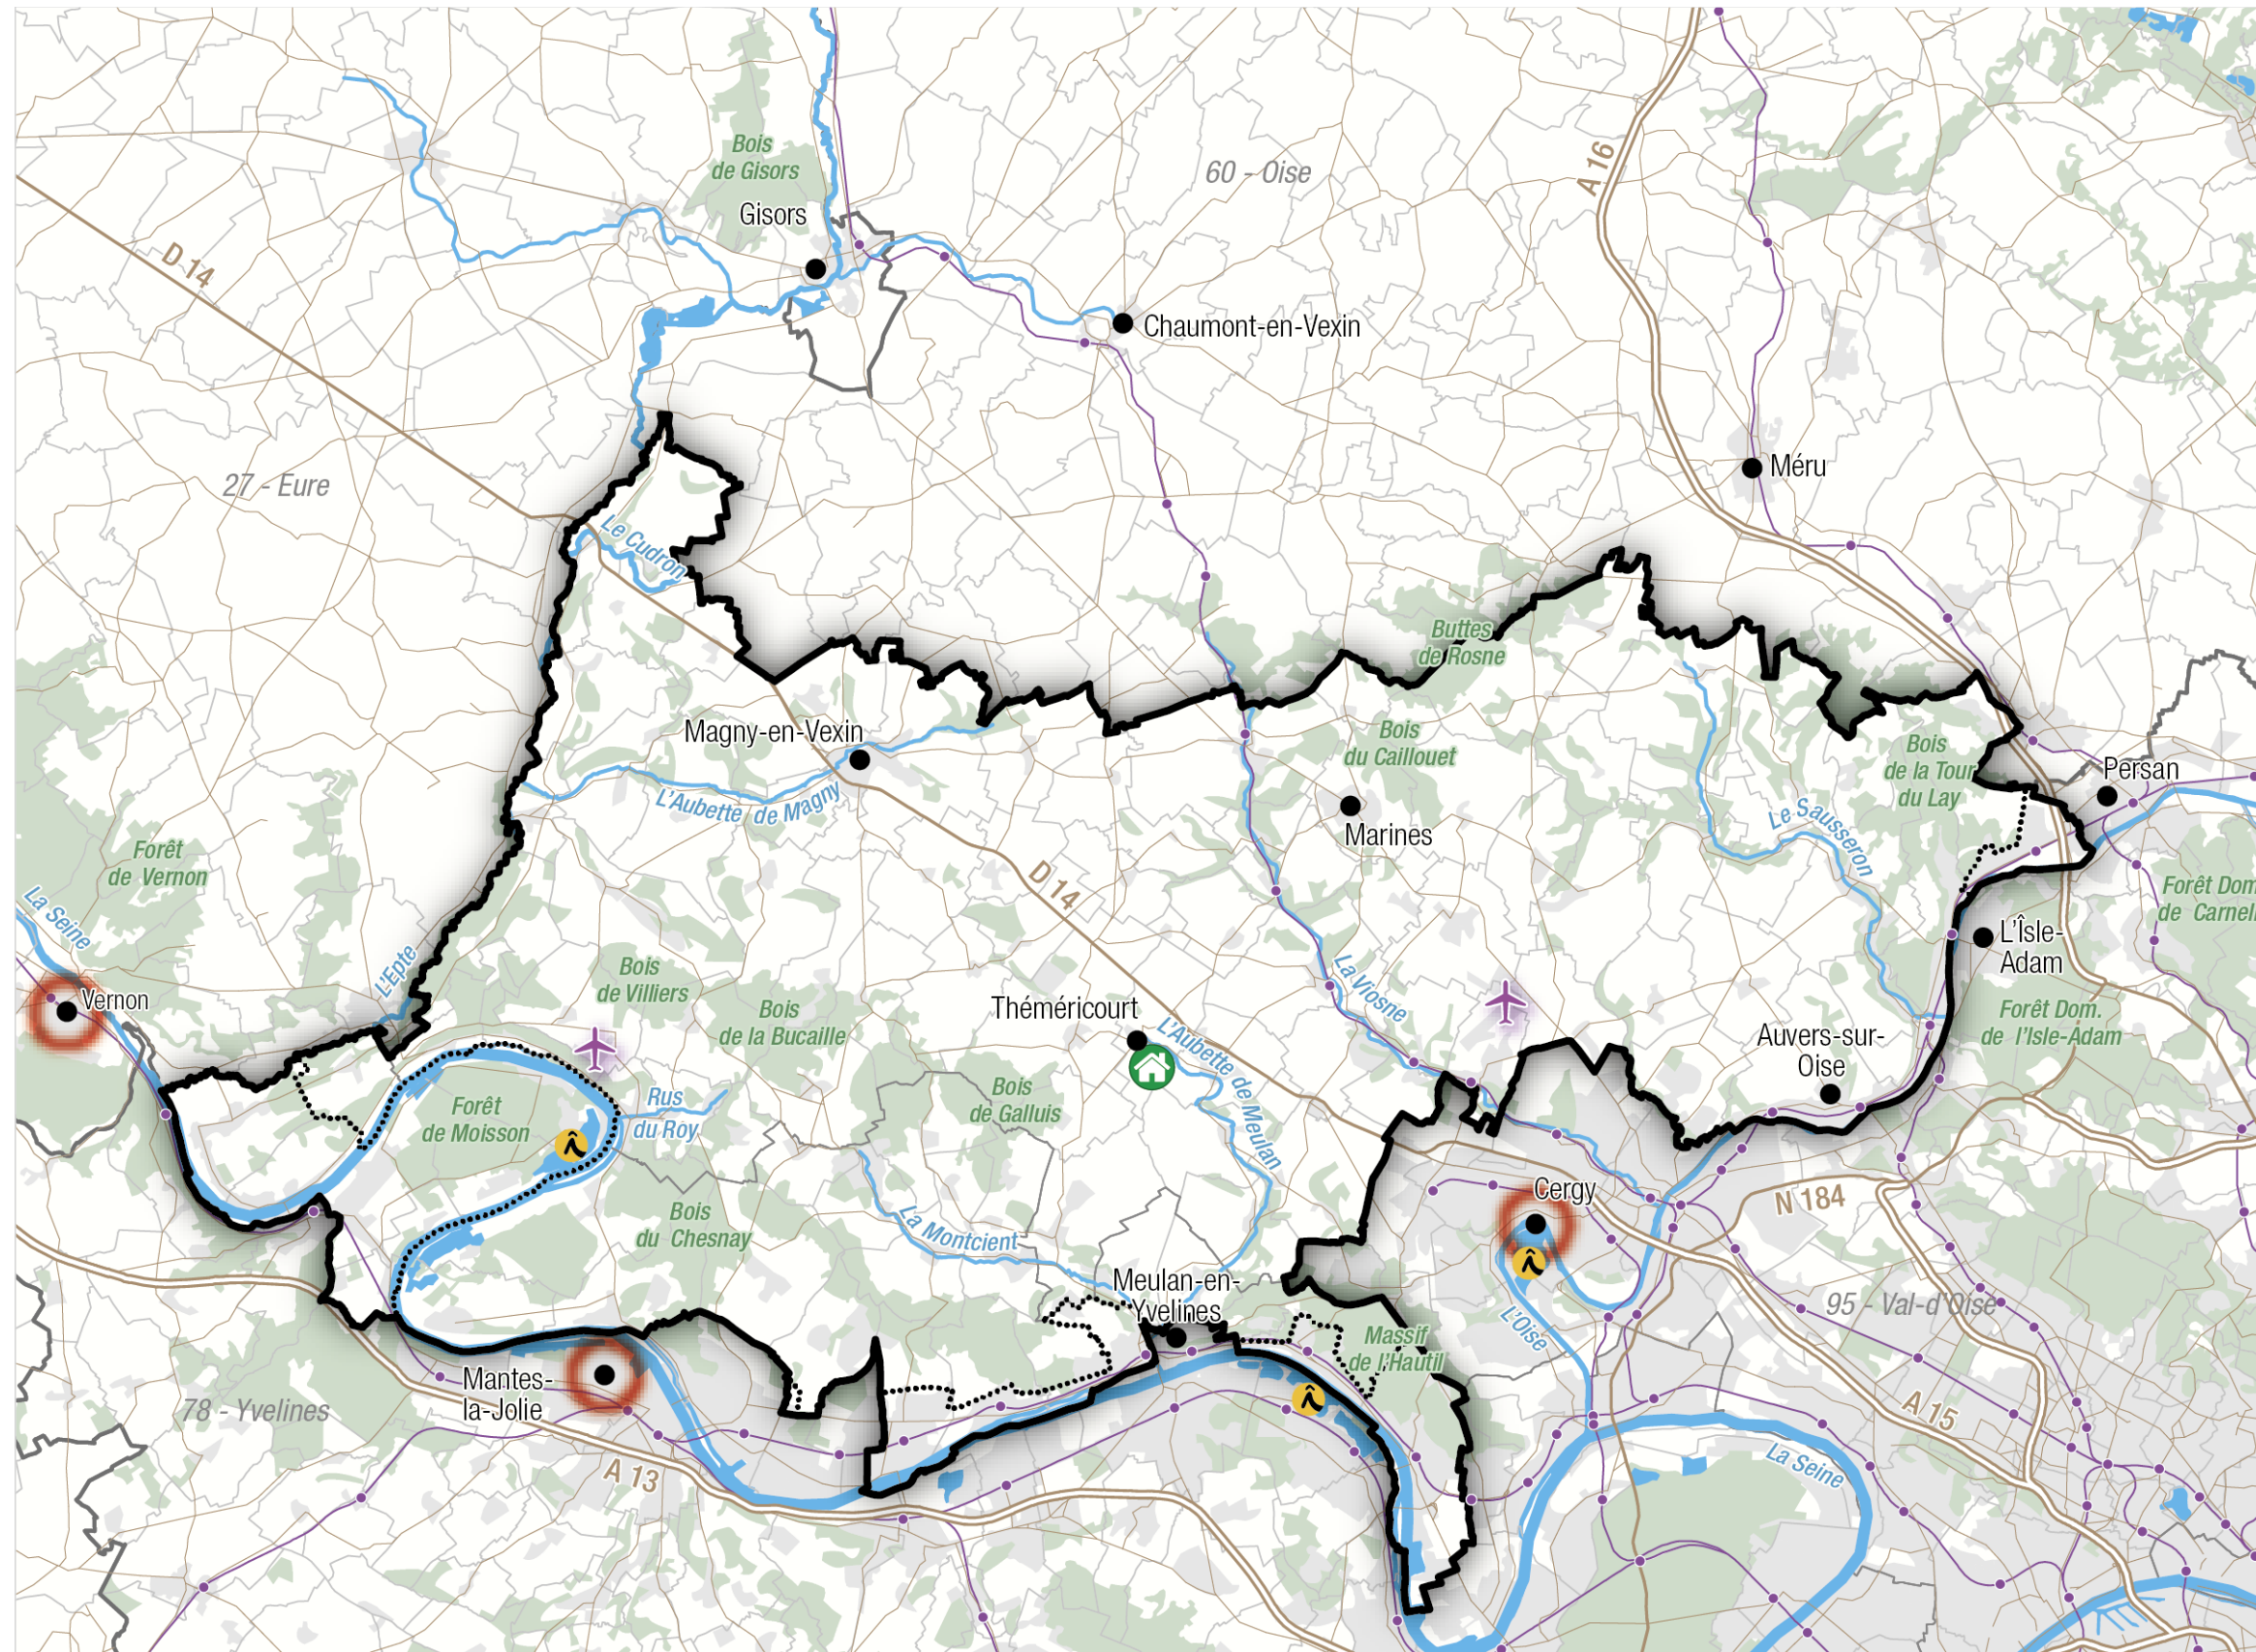 Bois
de Gisors
Gisors
60 - Oise
A 16
D 14
Chaumont-en-Vexin
27 - Eure
Méru
Le Cudron
Buttes
de Rosne
Magny-en-Vexin
L'Aubette de Magny
Bois
du Caillouet
Marines
Bois
de la Tour
du Lay
Persan
Le Sausseron
Forêt
de Vernon
La Seine
D 14
Forêt Dom
de Carnell
L'Îsle-
Adam
L'Epte
Vernon
Bois
de Villiers
Bois
de la Bucaille
Théméricourt
La Viosne
Forêt Dom.
de l'Isle-Adam
Auvers-sur-
Oise
L'Aubette de Meulan
Bois
de Galluis
Forêt
de Moisson
Rus
du Roy
Cergy
N 184
Bois
du Chesnay
La Montcient
Meulan-en-
Yvelines
L'Oise
95 - Val-d'Oise
Massif
de l'Hautil
Mantes-
la-Jolie
78 - Yvelines
A 13
A 15
La Seine